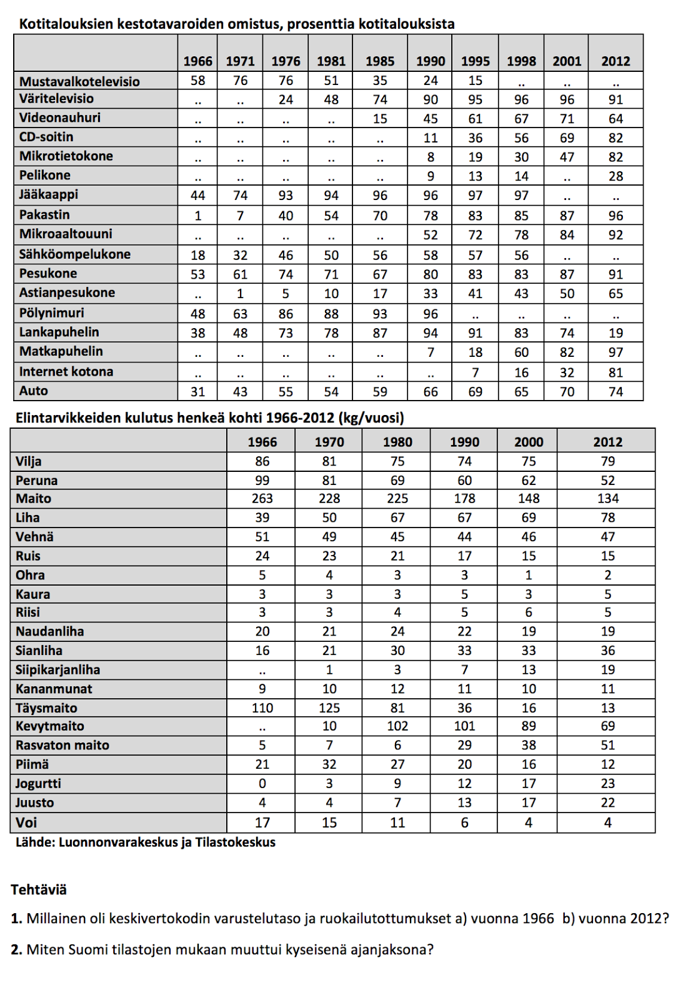 Kotitalouksien kestotavaroiden omistus, prosenttia kotitalouksista
1966 1971 1976 1981 1985 1990 1995 1998 2001 2012
Mustavalkotelevisio 58 76 76 51 35 24 15 .. .. ..
Väritelevisio .. .. 24 48 74 90 95 96 96 91
Videonauhuri .. .. .. .. 15 45 61 67 71 64
CD-soitin .. .. .. .. .. 11 36 56 69 82
Mikrotietokone .. .. .. .. .. 8 19 30 47 82
Pelikone .. .. .. .. .. 9 13 14 .. 28
Jääkaappi 44 74 93 94 96 96 97 97 .. ..
Pakastin 1 7 40 54 70 78 83 85 87 96
Mikroaaltouuni .. .. .. .. .. 52 72 78 84 92
Sähköompelukone 18 32 46 50 56 58 57 56 .. ..
Pesukone 53 61 74 71 67 80 83 83 87 91
Astianpesukone .. 1 5 10 17 33 41 43 50 65
Pölynimuri 48 63 86 88 93 96 .. .. .. ..
Lankapuhelin 38 48 73 78 87 94 91 83 74 19
Matkapuhelin .. .. .. .. .. 7 18 60 82 97
Internet kotona .. .. .. .. .. .. 7 16 32 81
Auto 31 43 55 54 59 66 69 65 70 74
Elintarvikkeiden kulutus henkeä kohti 1966-2012 (kg/vuosi)
1966 1970 1980 1990 2000 2012
Vilja 86 81 75 74 75 79
Peruna 99 81 69 60 62 52
Maito 263 228 225 178 148 134
Liha 39 50 67 67 69 78
Vehnä 51 49 45 44 46 47
Ruis 24 23 21 17 15 15
Ohra 5 4 3 3 1 2
Kaura 3 3 3 5 3 5
Riisi 3 3 4 5 6 5
Naudanliha 20 21 24 22 19 19
Sianliha 16 21 30 33 33 36
Siipikarjanliha .. 1 3 7 13 19
Kananmunat 9 10 12 11 10 11
Täysmaito 110 125 81 36 16 13
Kevytmaito .. 10 102 101 89 69
Rasvaton maito 5 7 6 29 38 51
Piimä 21 32 27 20 16 12
Jogurtti 0 3 9 12 17 23
Juusto 4 4 7 13 17 22
Voi 17 15 11 6 4 4
Lähde: Luonnonvarakeskus ja Tilastokeskus
Tehtäviä
1. Millainen oli keskivertokodin varustelutaso ja ruokailutottumukset a) vuonna 1966 b) vuonna 2012?
2. Miten Suomi tilastojen mukaan muuttui kyseisenä ajanjaksona?